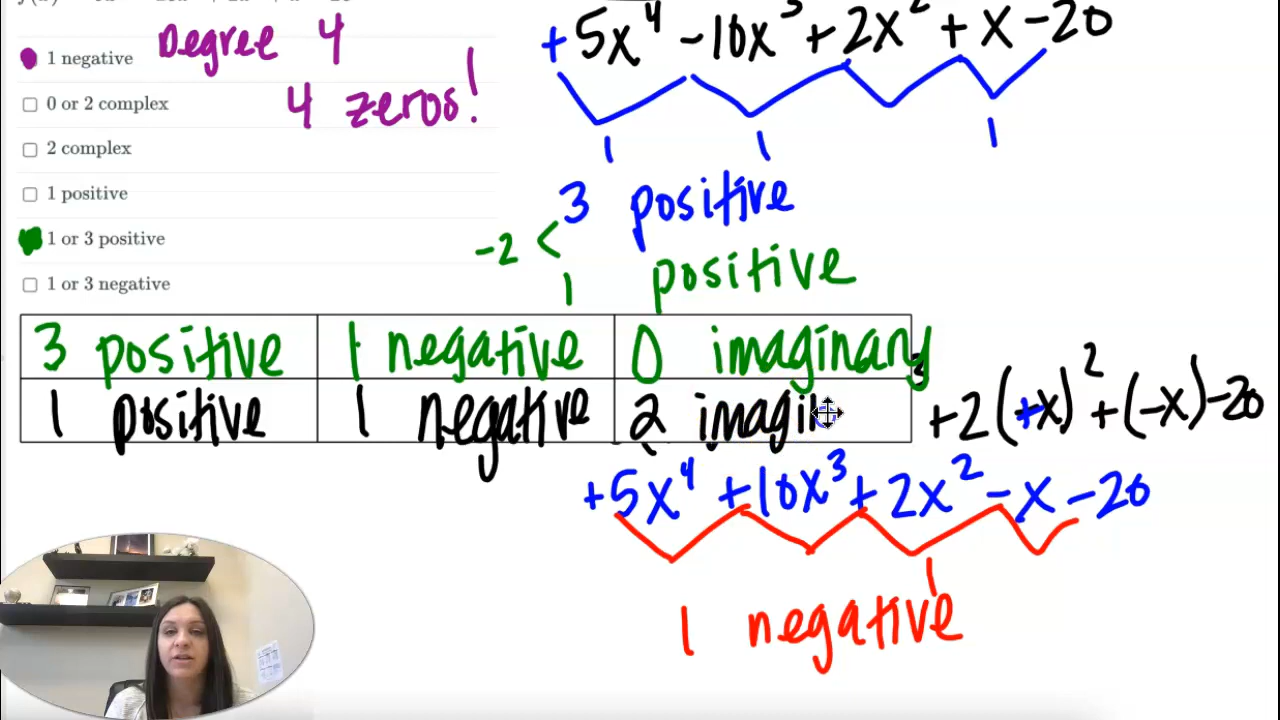 Degree 4
4 zeros!
1 negative
0 or 2 complex
2 complex
1 positive
1 or 3 positive
1 or 3 negative
+5x⁴ -10x³ +2x² + x -20
1 1 1
3 positive
-2 <
1 positive
3 positive 1 negative 0 imaginary
1 positive 1 negative 2 imagin
3 +2(-x)² +(-x)-20
+5x⁴ +10x³ +2x² -x -20
1
1 negative